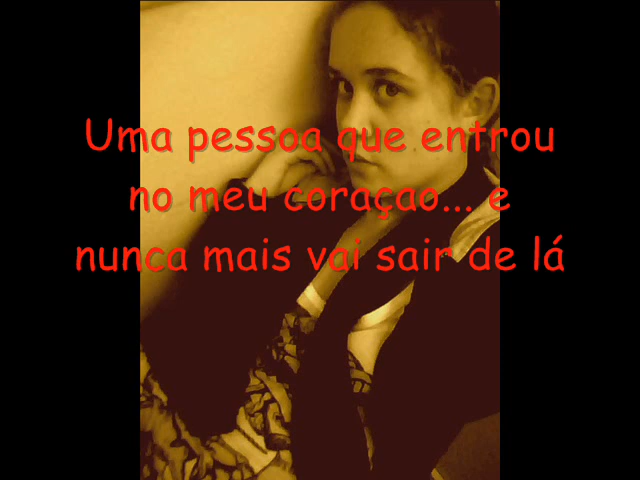 Uma pessoa que entrou
no meu coraçao... e
nunca mais vai sair de lá